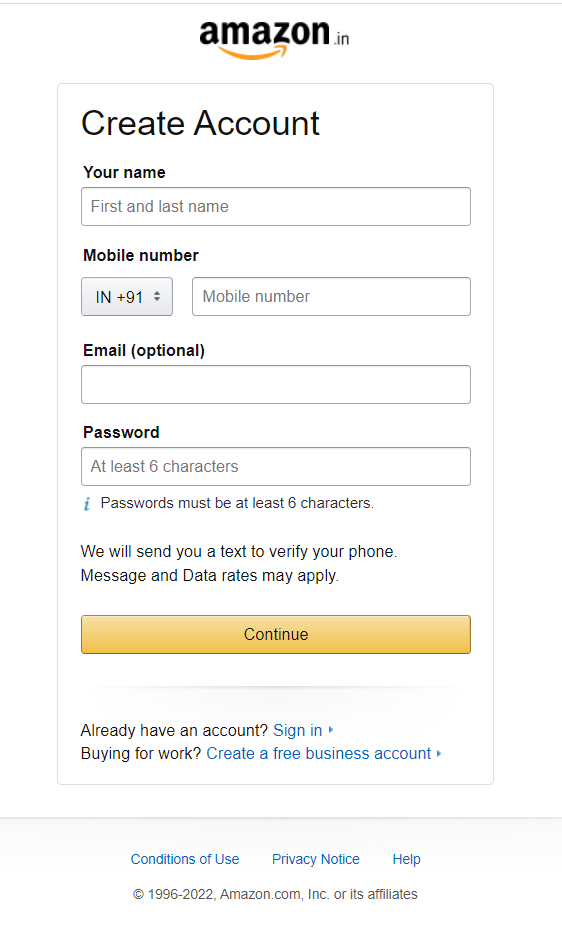 amazon.in
Create Account
Your name
First and last name
Mobile number
IN +91 Mobile number
Email (optional)
Password
At least 6 characters
i Passwords must be at least 6 characters.
We will send you a text to verify your phone.
Message and Data rates may apply.
Continue
Already have an account? Sign in
Buying for work? Create a free business account
Conditions of Use Privacy Notice Help
© 1996-2022, Amazon.com, Inc. or its affiliates